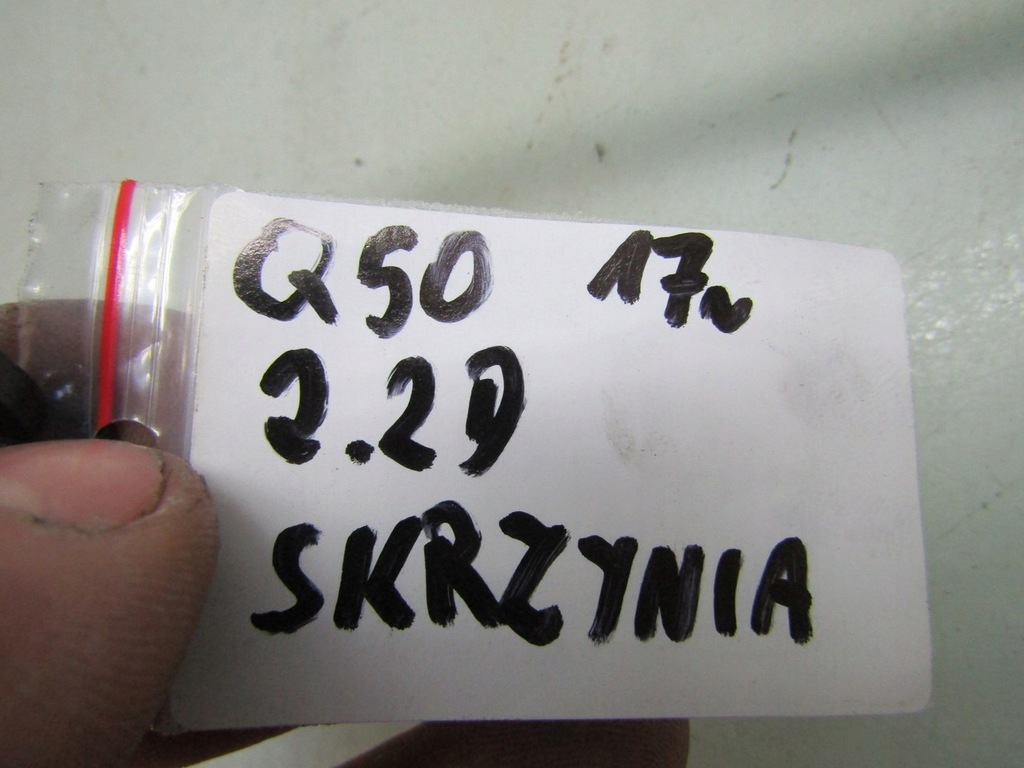 Q50 17r
2.2D
SKRZYNIA